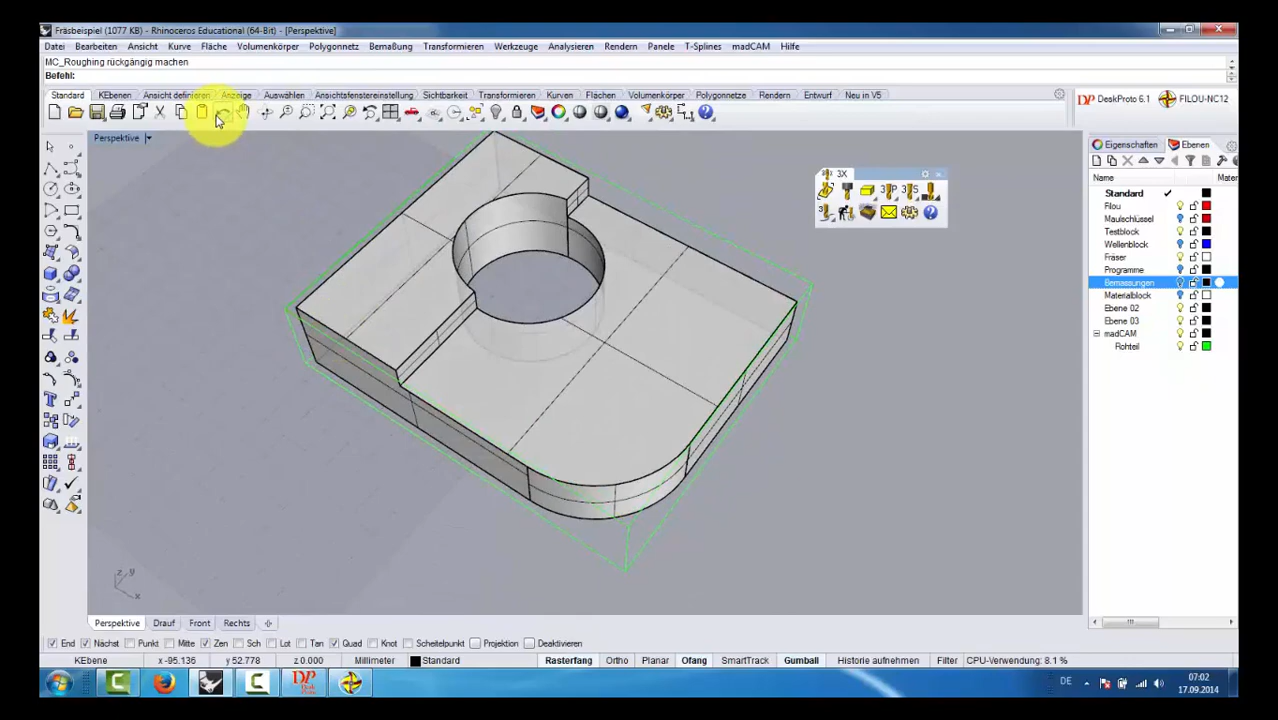 Fräsbeispiel (1077 KB) - Rhinoceros Educational (64-Bit) - [Perspektive]
Datei Bearbeiten Ansicht Kurve Fläche Volumenkörper Polygonnetz Bemaßung Transformieren Werkzeuge Analysieren Rendern Panele T-Splines madCAM Hilfe
MC_Roughing rückgängig machen
Befehl:
Standard KEbenen Ansicht definieren Anzeige Auswählen Ansichtsfenstereinstellung Sichtbarkeit Transformieren Kurven Flächen Volumenkörper Polygonnetze Rendern Entwurf Neu in V5
DeskProto 6.1 FILOU-NC12
Perspektive
3X
Eigenschaften Ebenen
Name Mater
Standard
Filou
Maulschlüssel
Testblock
Wellenblock
Fräser
Programme
Bemassungen
Materialblock
Ebene 02
Ebene 03
madCAM
Rohteil
z y
x
Perspektive Drauf Front Rechts
End Nächst Punkt Mitte Zen Sch Lot Tan Quad Knot Scheitelpunkt Projektion Deaktivieren
KEbene x -95.136 y 52.778 z 0.000 Millimeter Standard Rasterfang Ortho Planar Ofang SmartTrack Gumball Historie aufnehmen Filter CPU-Verwendung: 8.1 %
DE 07:02
17.09.2014